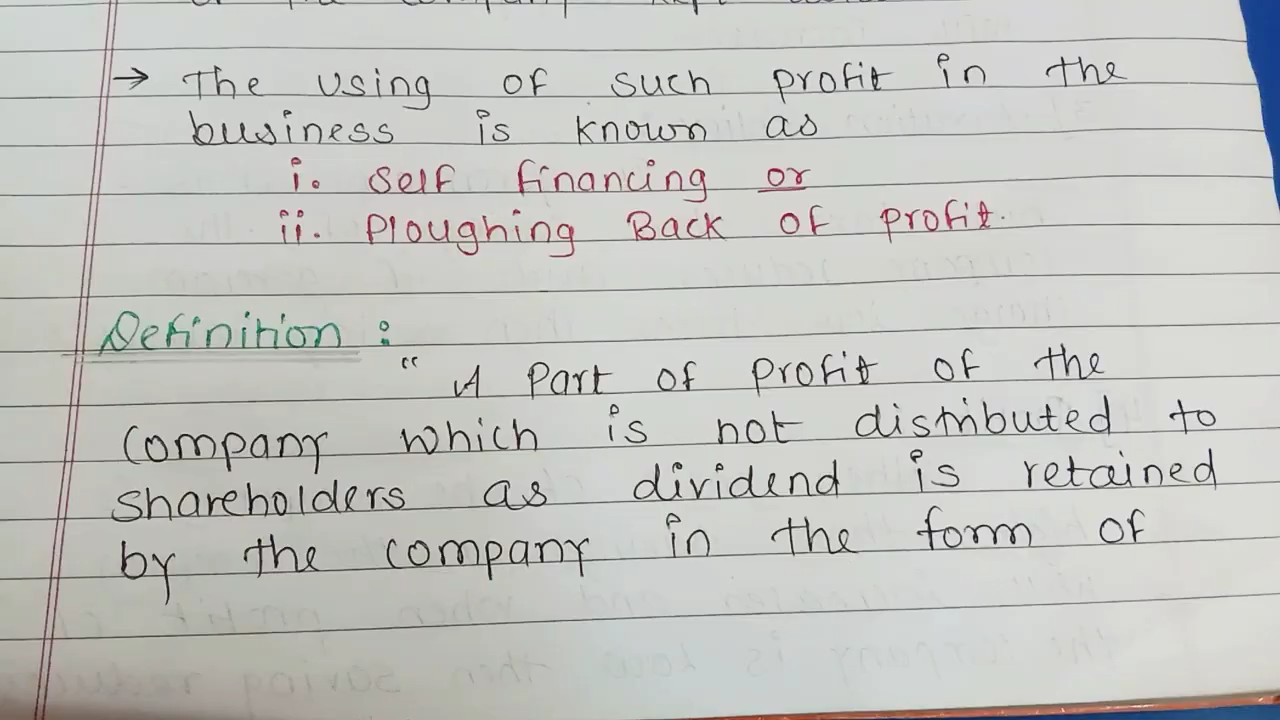 → The using of such profit in the
business is known as
i. Self financing or
ii. Ploughing Back of profit.
Definition :
" A Part of Profit of the
Company which is not distributed to
shareholders as dividend is retained
by the company in the form of